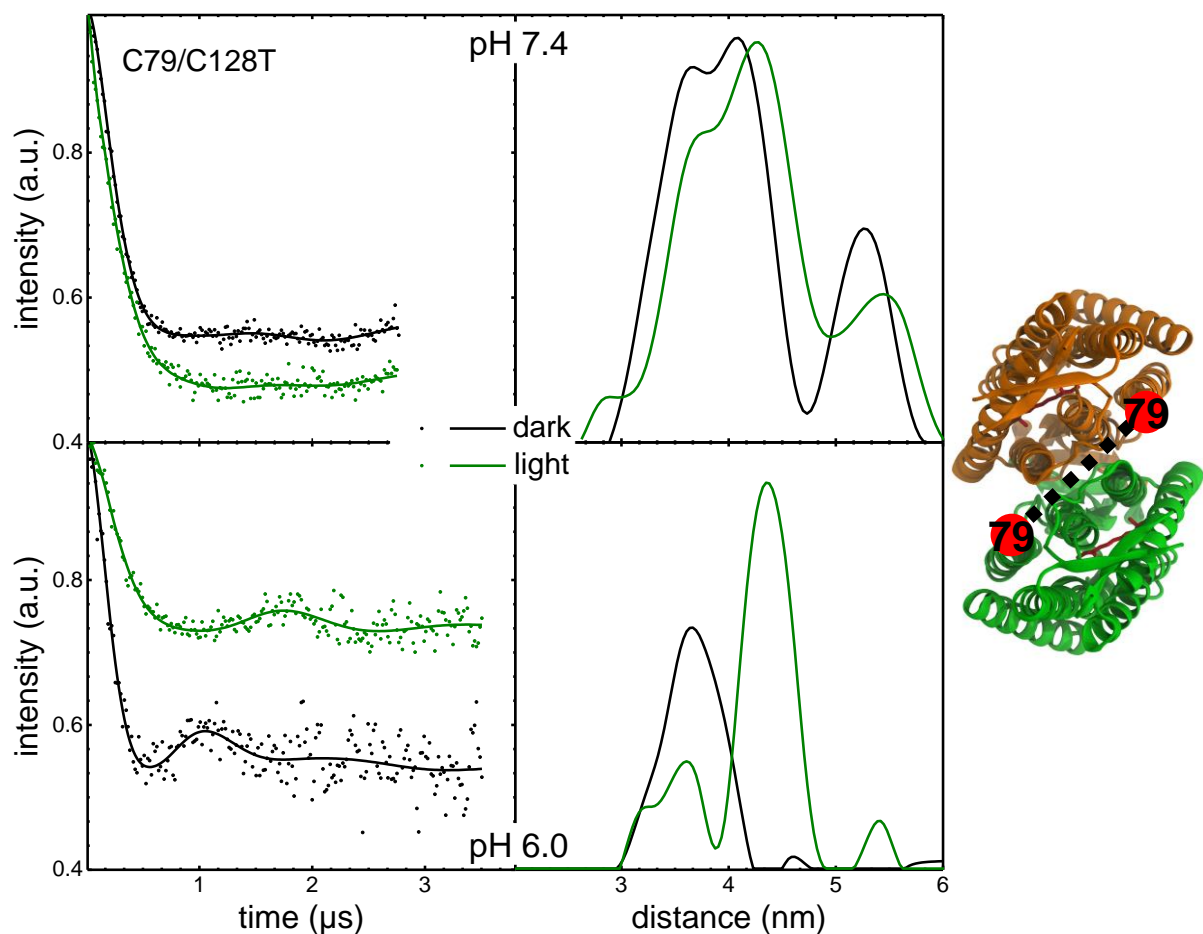 C79/C128T
pH 7.4
intensity (a.u.)
0.8
0.6
0.4
dark
light
79
79
intensity (a.u.)
0.8
0.6
0.4
pH 6.0
1 2 3
3 4 5 6
time (µs)
distance (nm)